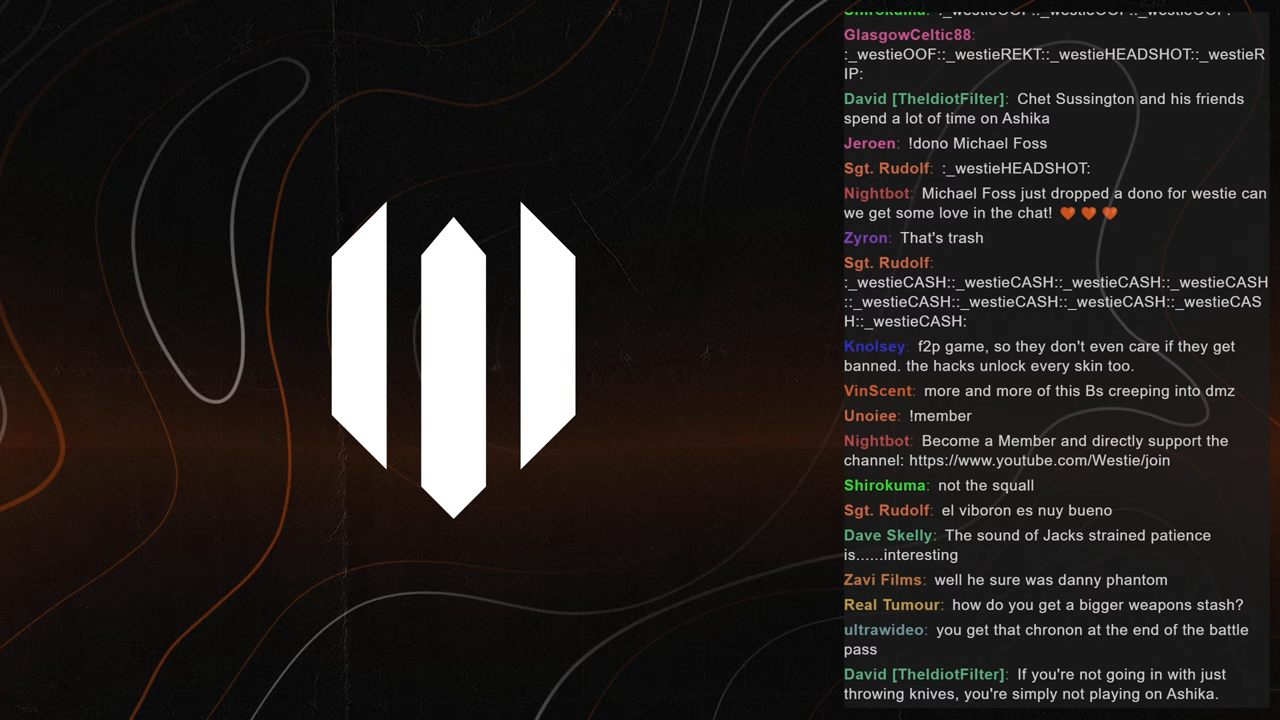 Shirokuma: :_westieOOF::_westieOOF::_westieOOF:
GlasgowCeltic88:
:_westieOOF::_westieREKT::_westieHEADSHOT::_westieR
IP:
David [TheIdiotFilter]: Chet Sussington and his friends
spend a lot of time on Ashika
Jeroen: !dono Michael Foss
Sgt. Rudolf: :_westieHEADSHOT:
Nightbot: Michael Foss just dropped a dono for westie can
we get some love in the chat! 🧡 🧡 🧡
Zyron: That's trash
Sgt. Rudolf:
:_westieCASH::_westieCASH::_westieCASH::_westieCASH
::_westieCASH::_westieCASH::_westieCASH::_westieCAS
H::_westieCASH:
Knolsey: f2p game, so they don't even care if they get
banned. the hacks unlock every skin too.
VinScent: more and more of this Bs creeping into dmz
Unoiee: !member
Nightbot: Become a Member and directly support the
channel: https://www.youtube.com/Westie/join
Shirokuma: not the squall
Sgt. Rudolf: el viboron es nuy bueno
Dave Skelly: The sound of Jacks strained patience
is......interesting
Zavi Films: well he sure was danny phantom
Real Tumour: how do you get a bigger weapons stash?
ultrawideo: you get that chronon at the end of the battle
pass
David [TheIdiotFilter]: If you're not going in with just
throwing knives, you're simply not playing on Ashika.